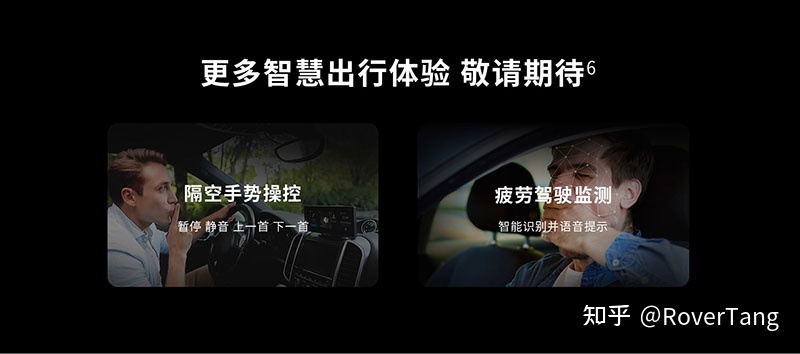 更多智慧出行体验 敬请期待6
隔空手势操控
暂停 静音 上一首 下一首
疲劳驾驶监测
智能识别并语音提示
知乎 @RoverTang